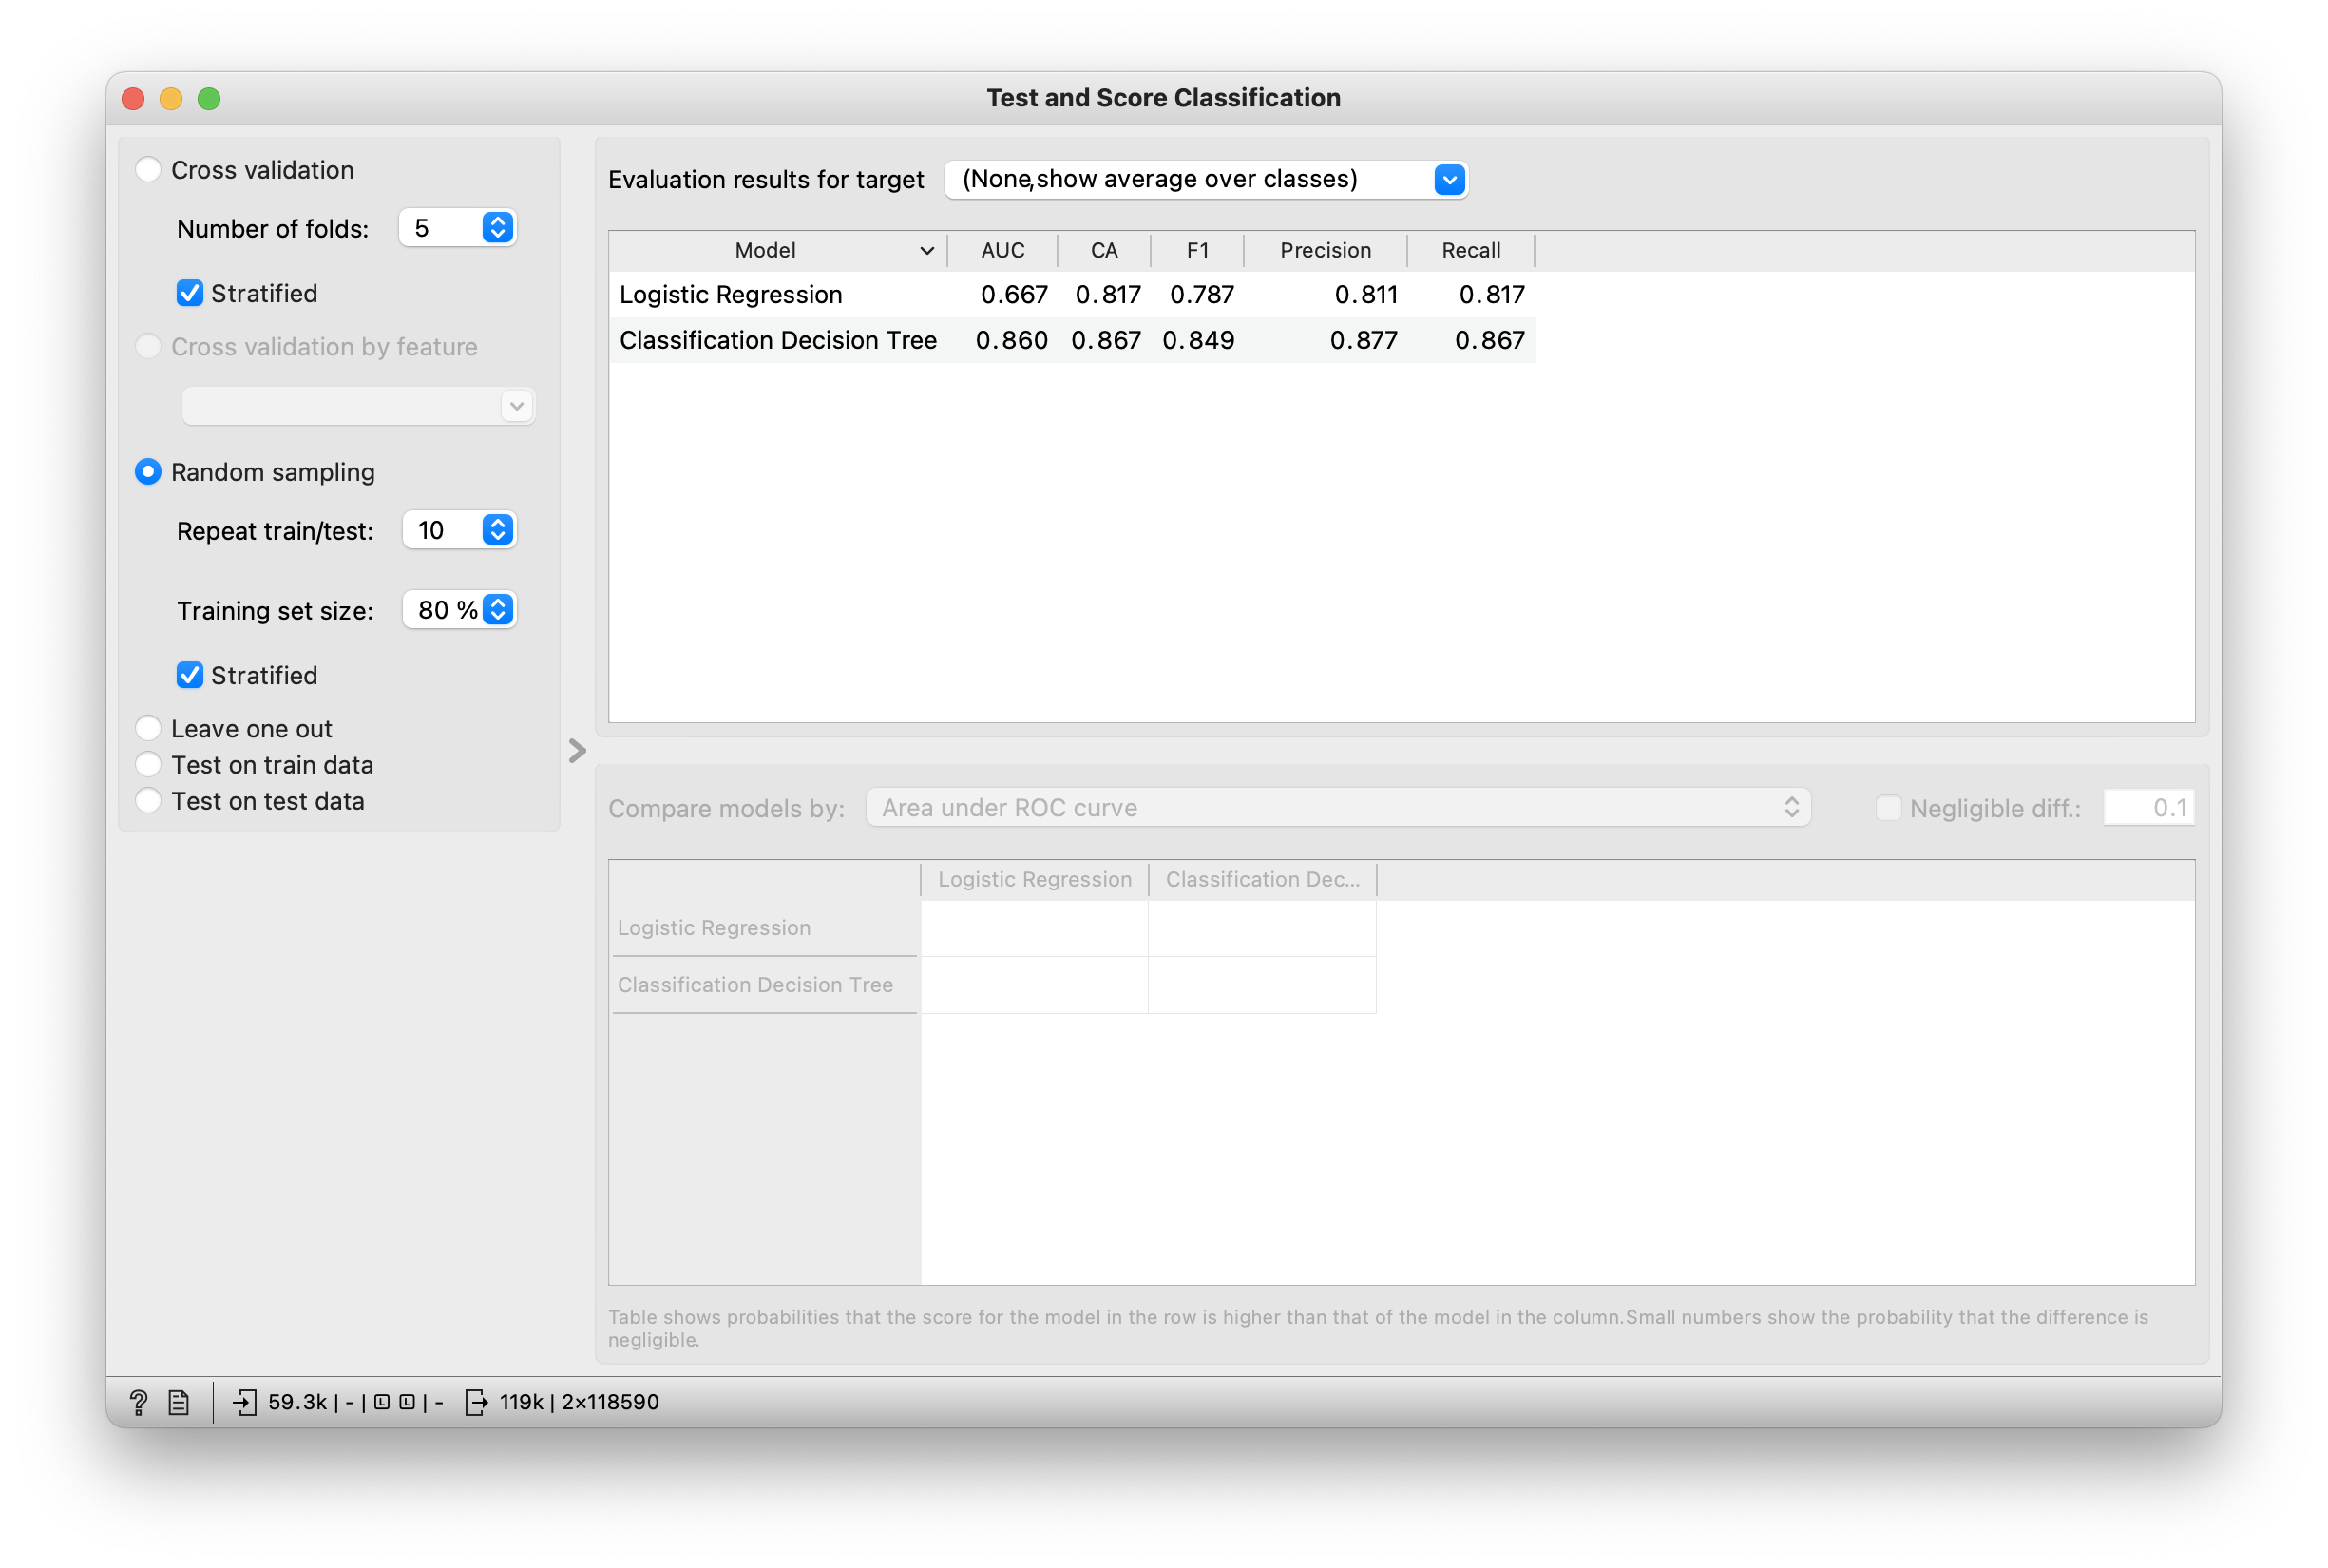 Test and Score Classification
Cross validation
Number of folds: 5
Stratified
Cross validation by feature
Random sampling
Repeat train/test: 10
Training set size: 80 %
Stratified
Leave one out
Test on train data
Test on test data
Evaluation results for target (None, show average over classes)
Model AUC CA F1 Precision Recall
Logistic Regression 0.667 0.817 0.787 0.811 0.817
Classification Decision Tree 0.860 0.867 0.849 0.877 0.867
Compare models by: Area under ROC curve Negligible diff.: 0.1
Logistic Regression Classification Dec...
Logistic Regression
Classification Decision Tree
Table shows probabilities that the score for the model in the row is higher than that of the model in the column. Small numbers show the probability that the difference is
negligible.
? 59.3k | - | L L | - 119k | 2×118590